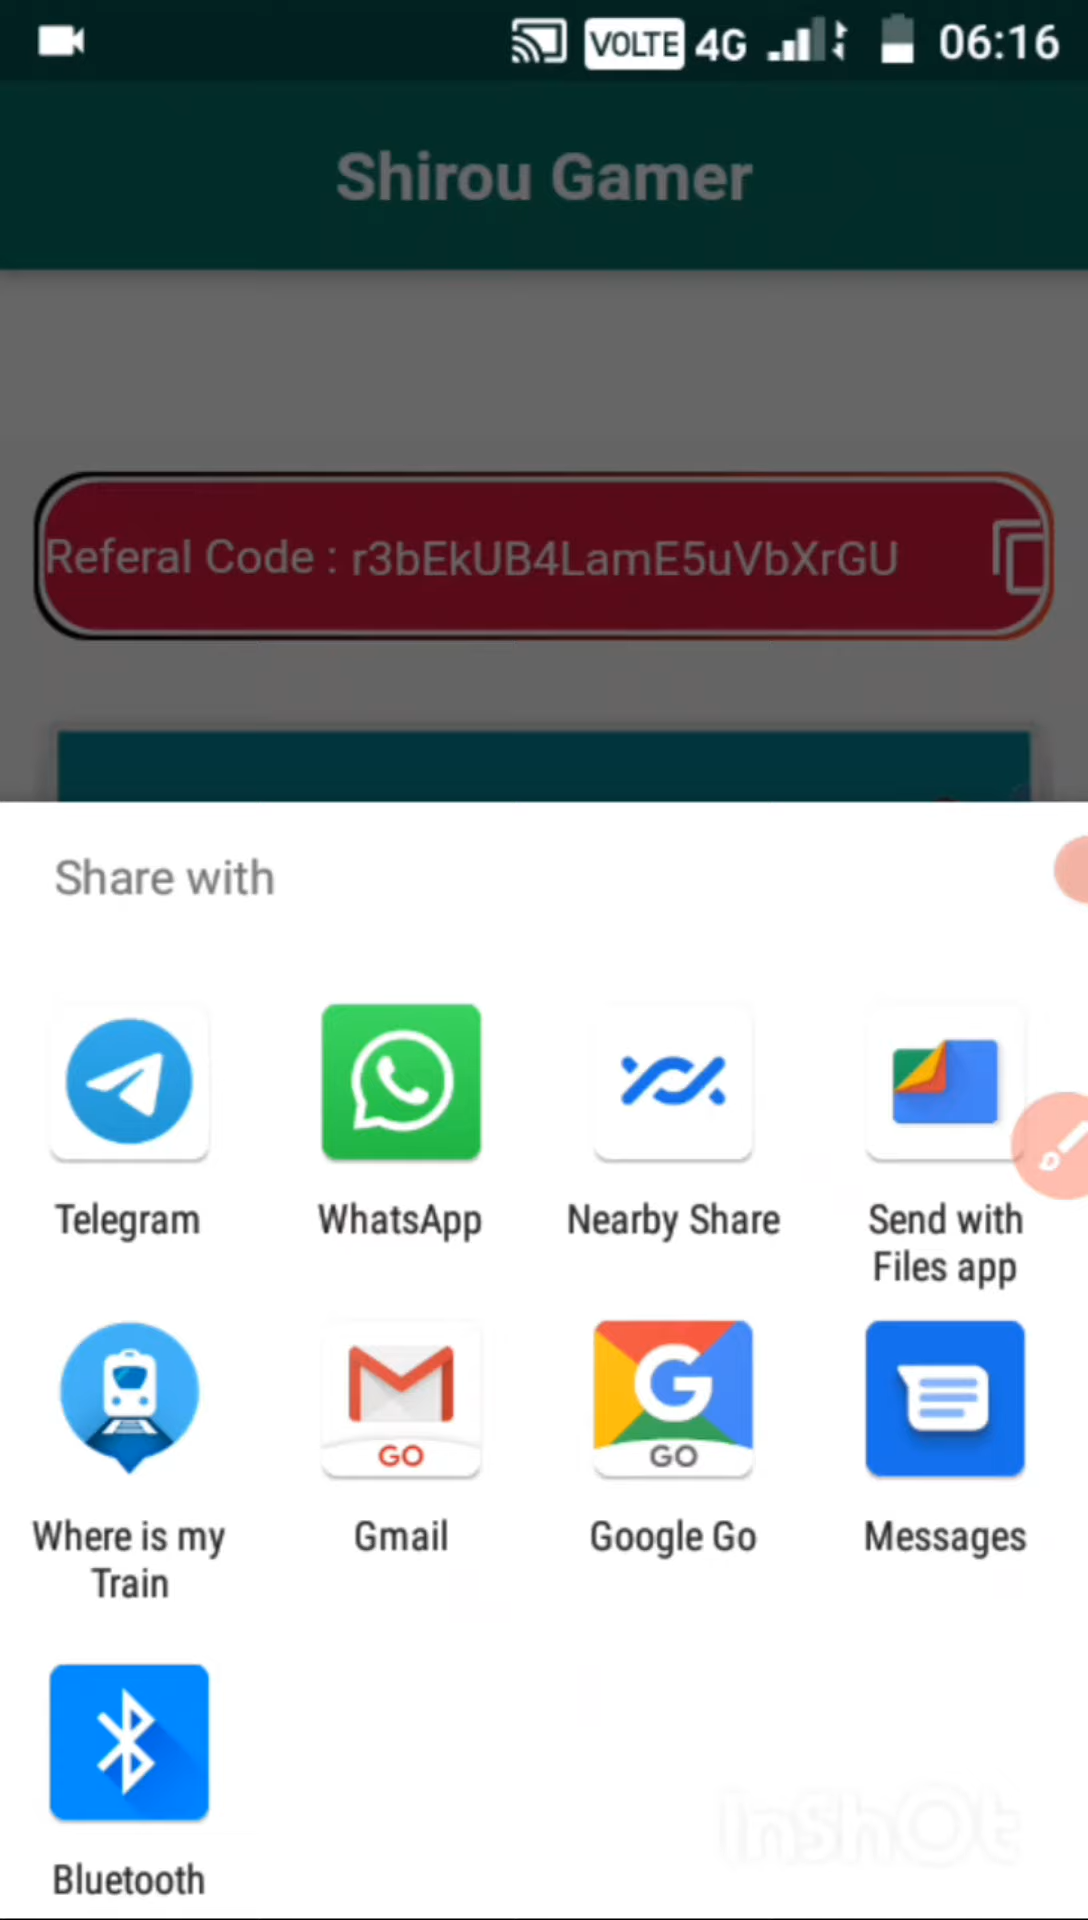 VOLTE 4G 06:16
Shirou Gamer
Referal Code : r3bEkUB4LamE5uVbXrGU
Share with
Telegram
WhatsApp
Nearby Share
Send with
Files app
Where is my
Train
GO
Gmail
G
GO
Google Go
Messages
Bluetooth
InShOt